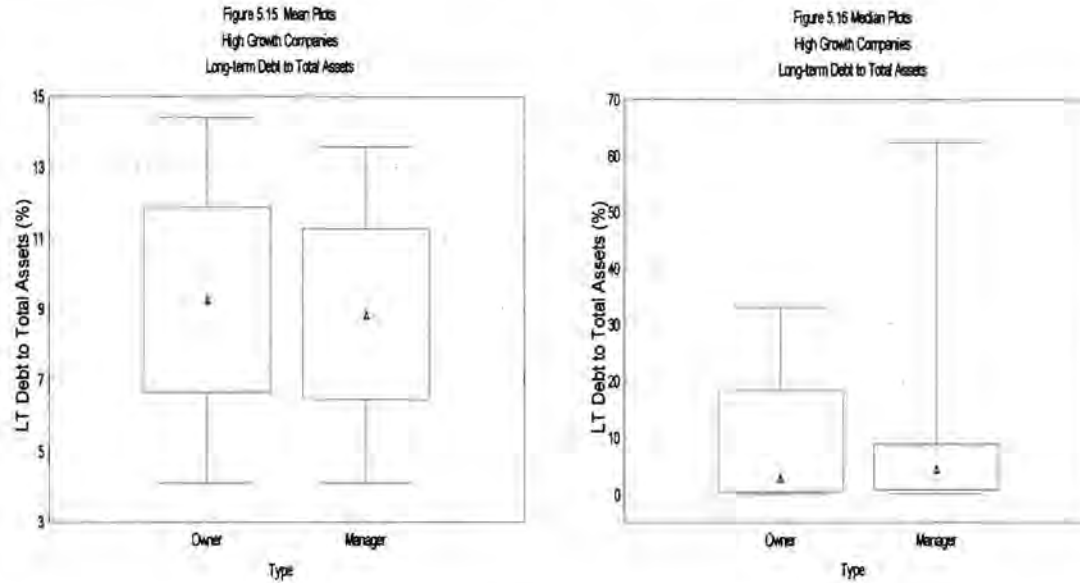 Figure 5.15 Mean Plots
High Growth Companies
Long-term Debt to Total Assets
LT Debt to Total Assets (%)
15
13
11
9
7
5
3
Owner
Manager
Type
Figure 5.16 Median Plots
High Growth Companies
Long-term Debt to Total Assets
LT Debt to Total Assets (%)
70
60
50
40
30
20
10
0
Owner
Manager
Type